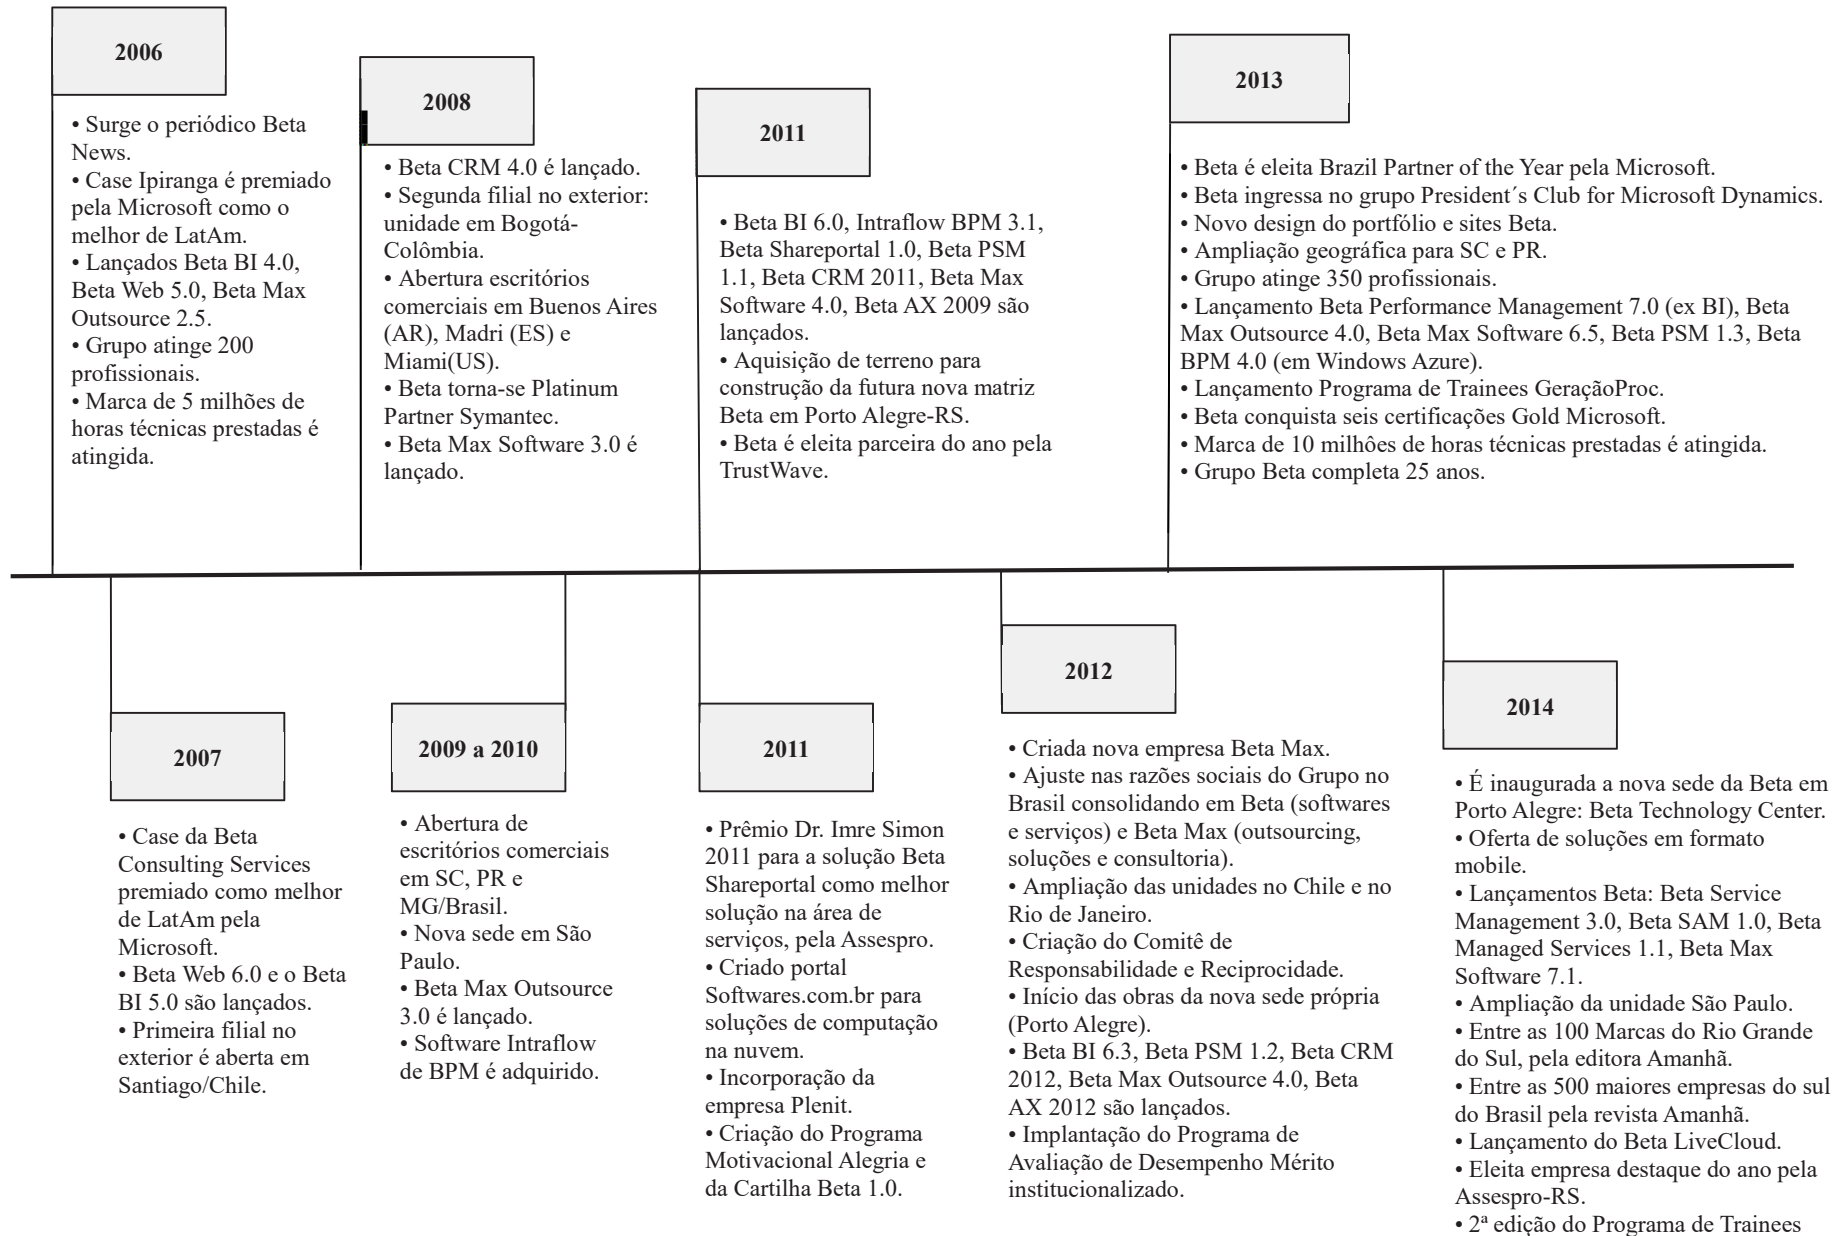 2006
• Surge o periódico Beta
News.
• Case Ipiranga é premiado
pela Microsoft como o
melhor de LatAm.
• Lançados Beta BI 4.0,
Beta Web 5.0, Beta Max
Outsource 2.5.
• Grupo atinge 200
profissionais.
• Marca de 5 milhões de
horas técnicas prestadas é
atingida.
2008
• Beta CRM 4.0 é lançado.
• Segunda filial no exterior:
unidade em Bogotá-
Colômbia.
• Abertura escritórios
comerciais em Buenos Aires
(AR), Madri (ES) e
Miami(US).
• Beta torna-se Platinum
Partner Symantec.
• Beta Max Software 3.0 é
lançado.
2011
• Beta BI 6.0, Intraflow BPM 3.1,
Beta Shareportal 1.0, Beta PSM
1.1, Beta CRM 2011, Beta Max
Software 4.0, Beta AX 2009 são
lançados.
• Aquisição de terreno para
construção da futura nova matriz
Beta em Porto Alegre-RS.
• Beta é eleita parceira do ano pela
TrustWave.
2013
• Beta é eleita Brazil Partner of the Year pela Microsoft.
• Beta ingressa no grupo President´s Club for Microsoft Dynamics.
• Novo design do portfólio e sites Beta.
• Ampliação geográfica para SC e PR.
• Grupo atinge 350 profissionais.
• Lançamento Beta Performance Management 7.0 (ex BI), Beta
Max Outsource 4.0, Beta Max Software 6.5, Beta PSM 1.3, Beta
BPM 4.0 (em Windows Azure).
• Lançamento Programa de Trainees GeraçãoProc.
• Beta conquista seis certificações Gold Microsoft.
• Marca de 10 milhôes de horas técnicas prestadas é atingida.
• Grupo Beta completa 25 anos.
2007
• Case da Beta
Consulting Services
premiado como melhor
de LatAm pela
Microsoft.
• Beta Web 6.0 e o Beta
BI 5.0 são lançados.
• Primeira filial no
exterior é aberta em
Santiago/Chile.
2009 a 2010
• Abertura de
escritórios comerciais
em SC, PR e
MG/Brasil.
• Nova sede em São
Paulo.
• Beta Max Outsource
3.0 é lançado.
• Software Intraflow
de BPM é adquirido.
2011
• Prêmio Dr. Imre Simon
2011 para a solução Beta
Shareportal como melhor
solução na área de
serviços, pela Assespro.
• Criado portal
Softwares.com.br para
soluções de computação
na nuvem.
• Incorporação da
empresa Plenit.
• Criação do Programa
Motivacional Alegria e
da Cartilha Beta 1.0.
2012
• Criada nova empresa Beta Max.
• Ajuste nas razões sociais do Grupo no
Brasil consolidando em Beta (softwares
e serviços) e Beta Max (outsourcing,
soluções e consultoria).
• Ampliação das unidades no Chile e no
Rio de Janeiro.
• Criação do Comitê de
Responsabilidade e Reciprocidade.
• Início das obras da nova sede própria
(Porto Alegre).
• Beta BI 6.3, Beta PSM 1.2, Beta CRM
2012, Beta Max Outsource 4.0, Beta
AX 2012 são lançados.
• Implantação do Programa de
Avaliação de Desempenho Mérito
institucionalizado.
2014
• É inaugurada a nova sede da Beta em
Porto Alegre: Beta Technology Center.
• Oferta de soluções em formato
mobile.
• Lançamentos Beta: Beta Service
Management 3.0, Beta SAM 1.0, Beta
Managed Services 1.1, Beta Max
Software 7.1.
• Ampliação da unidade São Paulo.
• Entre as 100 Marcas do Rio Grande
do Sul, pela editora Amanhã.
• Entre as 500 maiores empresas do sul
do Brasil pela revista Amanhã.
• Lançamento do Beta LiveCloud.
• Eleita empresa destaque do ano pela
Assespro-RS.
• 2ª edição do Programa de Trainees